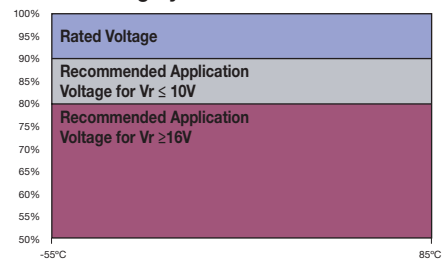 100%
95%
90%
85%
80%
75%
70%
65%
60%
55%
50%
Rated Voltage
Recommended Application
Voltage for Vr ≤ 10V
Recommended Application
Voltage for Vr ≥16V
-55ºC
85ºC